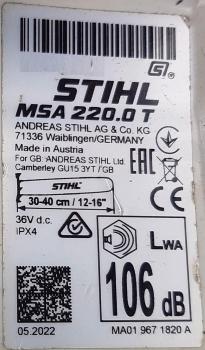 G
STIHL
MSA 220.0 T
ANDREAS STIHL AG & Co. KG
71336 Waiblingen/GERMANY
Made in Austria
For GB: ANDREAS STIHL Ltd.
Camberley GU15 3YT / GB
EAC
STIHL
30-40 cm / 12-16"
CE
36V d.c.
IPX4
LWA
106 dB
05.2022
MA01 967 1820 A